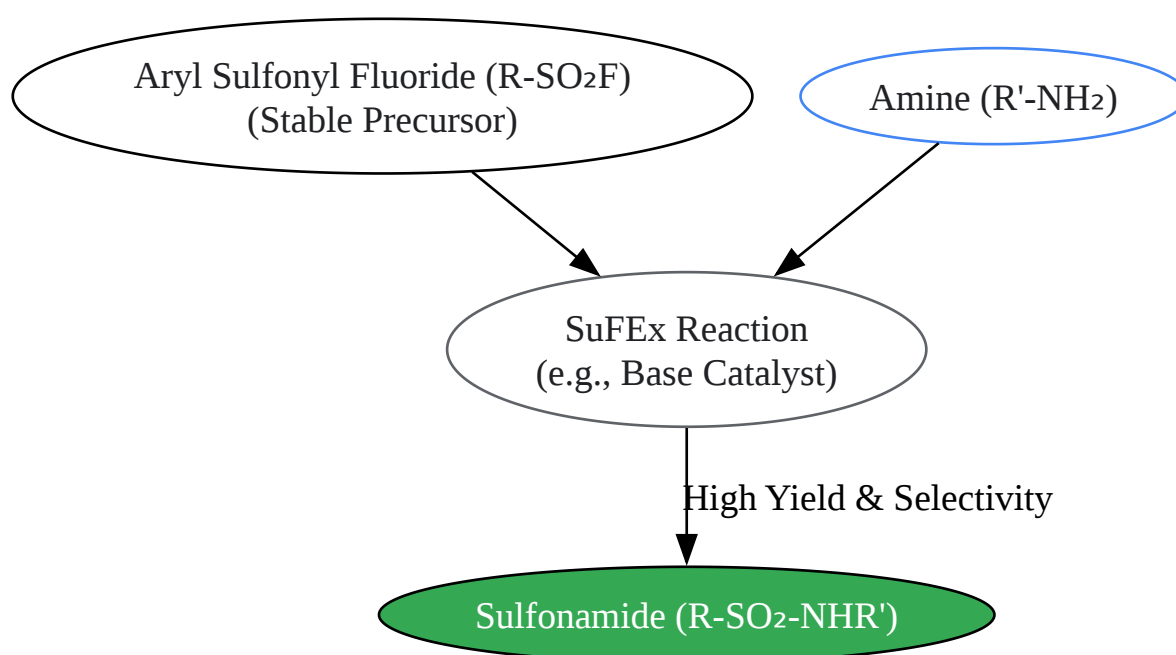 Aryl Sulfonyl Fluoride (R-SO₂F)
(Stable Precursor)
Amine (R'-NH₂)
SuFEx Reaction
(e.g., Base Catalyst)
High Yield & Selectivity
Sulfonamide (R-SO₂-NHR')